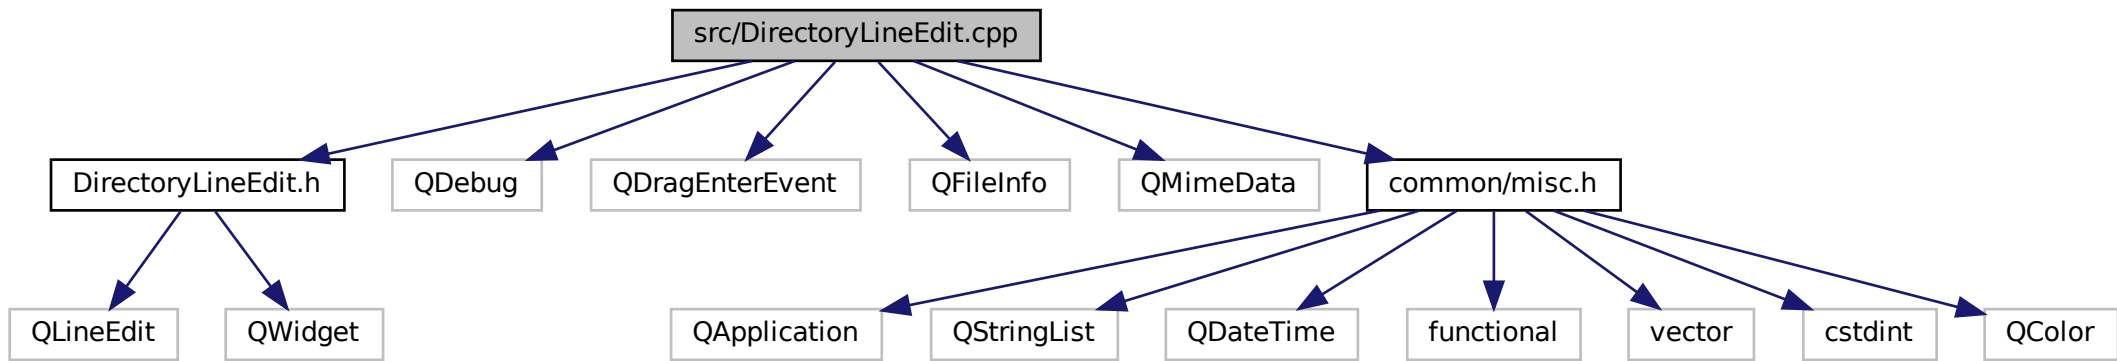 src/DirectoryLineEdit.cpp
DirectoryLineEdit.h
QDebug
QDragEnterEvent
QFileInfo
QMimeData
common/misc.h
QLineEdit
QWidget
QApplication
QStringList
QDateTime
functional
vector
cstdint
QColor